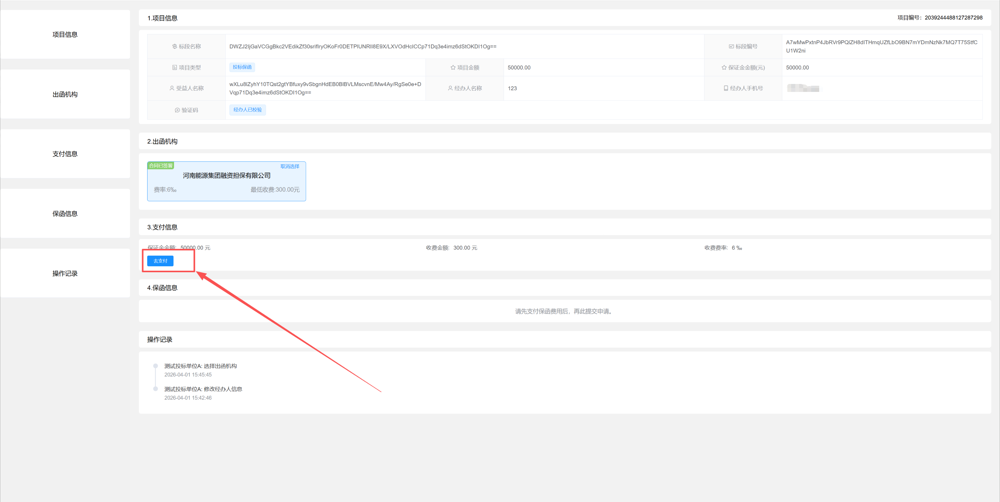 项目信息
出函机构
支付信息
保函信息
操作记录
1.项目信息
项目编号：2039244488127287298
标段名称
DWZJ2IjGaVCGgBkc2VEdikZf30srifIryOKoFr0DETPlUNRlI8E9X/LXVOdHcICCp71Dq3e4imz6dStOKDI1Og==
标段编号
A7wMwPxtnP4JbRVr9PQlZH8dITHmqUZfLbO9BN7mYDmNzNk7MQ7T75StfC
U1W2ni
项目类型
投标保函
项目金额
50000.00
保证金金额(元)
50000.00
受益人名称
wXLu8lZyhY10TQst2gtYBfuxy9vSbgnHdEB0BlBVLMscvnE/Mw4Ay/RgSe0e+D
Vqp71Dq3e4imz6dStOKDI1Og==
经办人名称
123
经办人手机号
验证码
经办人已校验
2.出函机构
合同已签署
取消选择
河南能源集团融资担保有限公司
费率:6‰
最低收费:300.00元
3.支付信息
保证金金额: 50000.00 元
收费金额: 300.00 元
收费费率: 6 ‰
去支付
4.保函信息
请先支付保函费用后，再此提交申请。
操作记录
测试投标单位A: 选择出函机构
2026-04-01 15:45:45
测试投标单位A: 修改经办人信息
2026-04-01 15:42:46